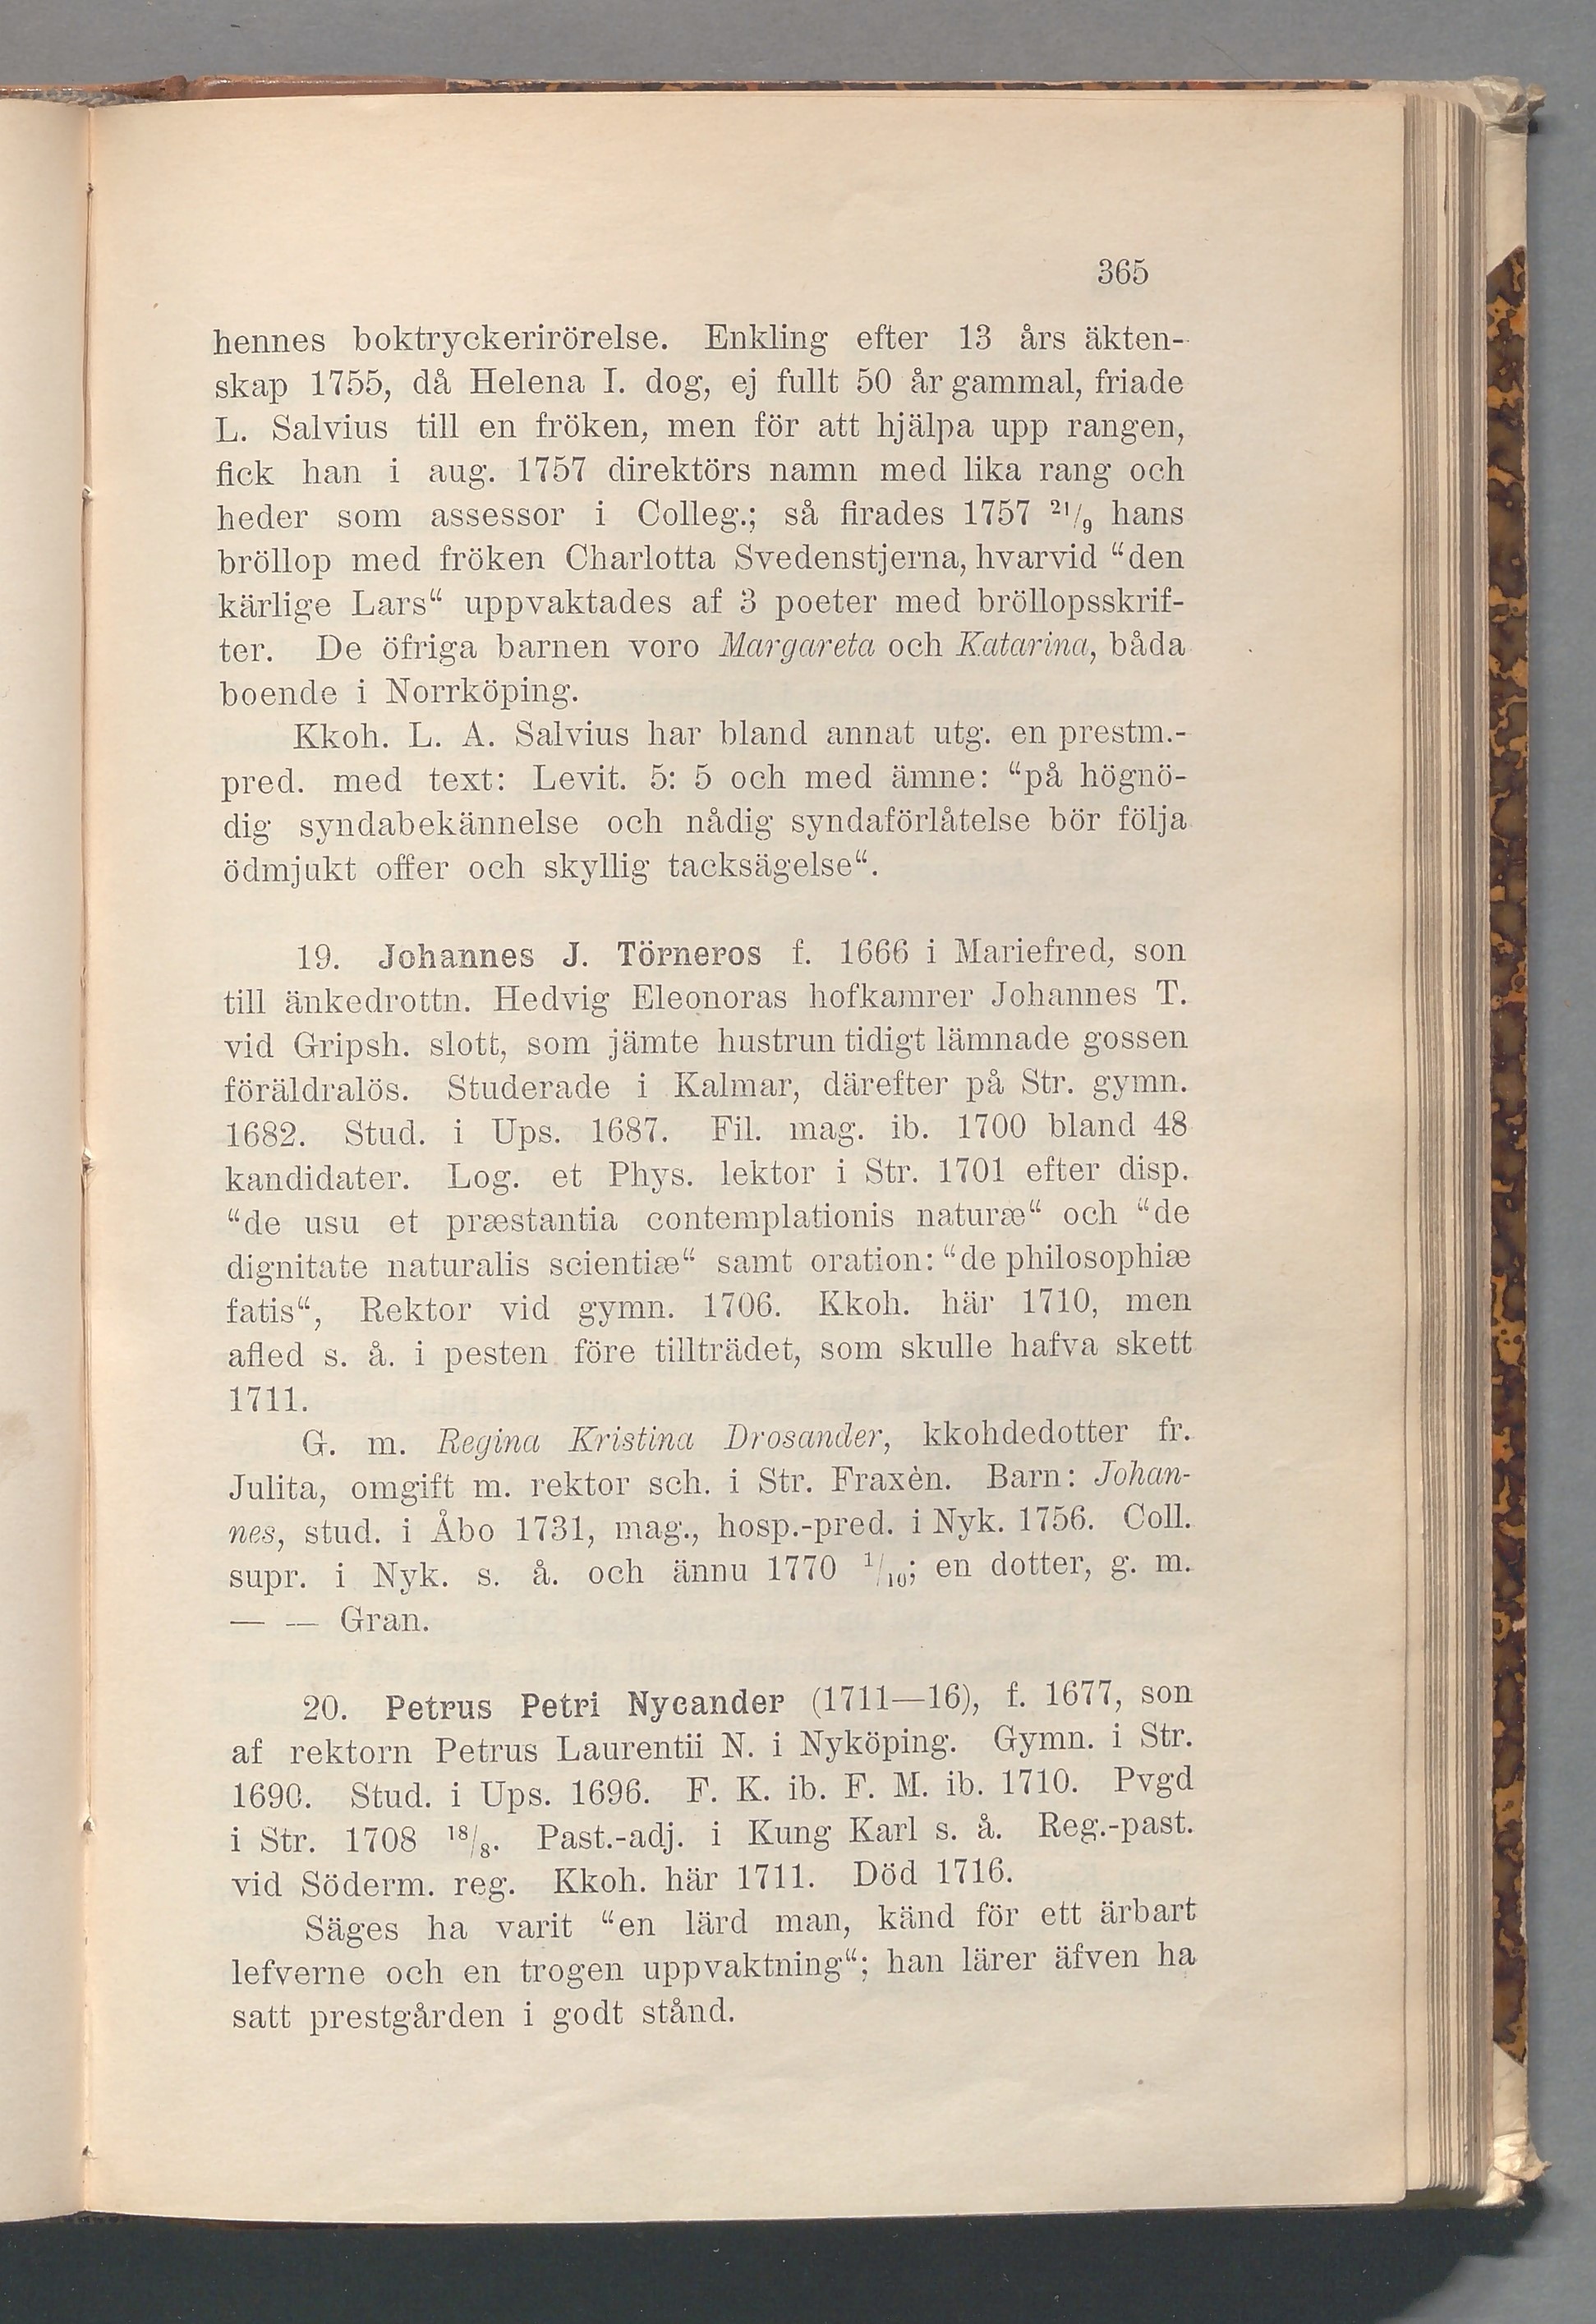 365
hennes boktryckerirörelse. Enkling efter 13 års äkten-
skap 1755, då Helena I. dog, ej fullt 50 år gammal, friade
L. Salvius till en fröken, men för att hjälpa upp rangen,
fick han i aug. 1757 direktörs namn med lika rang och
heder som assessor i Colleg.; så firades 1757 ²¹/₉ hans
bröllop med fröken Charlotta Svedenstjerna, hvarvid “den
kärlige Lars“ uppvaktades af 3 poeter med bröllopsskrif-
ter. De öfriga barnen voro Margareta och Katarina, båda
boende i Norrköping.
Kkoh. L. A. Salvius har bland annat utg. en prestm.-
pred. med text: Levit. 5: 5 och med ämne: “på högnö-
dig syndabekännelse och nådig syndaförlåtelse bör följa
ödmjukt offer och skyllig tacksägelse“.
19. Johannes J. Törneros f. 1666 i Mariefred, son
till änkedrottn. Hedvig Eleonoras hofkamrer Johannes T.
vid Gripsh. slott, som jämte hustrun tidigt lämnade gossen
föräldralös. Studerade i Kalmar, därefter på Str. gymn.
1682. Stud. i Ups. 1687. Fil. mag. ib. 1700 bland 48
kandidater. Log. et Phys. lektor i Str. 1701 efter disp.
“de usu et præstantia contemplationis naturæ“ och “de
dignitate naturalis scientiæ“ samt oration: “de philosophiæ
fatis“, Rektor vid gymn. 1706. Kkoh. här 1710, men
afled s. å. i pesten före tillträdet, som skulle hafva skett
1711.
G. m. Regina Kristina Drosander, kkohdedotter fr.
Julita, omgift m. rektor sch. i Str. Fraxèn. Barn: Johan-
nes, stud. i Åbo 1731, mag., hosp.-pred. i Nyk. 1756. Coll.
supr. i Nyk. s. å. och ännu 1770 ¹/₁₀; en dotter, g. m.
— — Gran.
20. Petrus Petri Nycander (1711—16), f. 1677, son
af rektorn Petrus Laurentii N. i Nyköping. Gymn. i Str.
1690. Stud. i Ups. 1696. F. K. ib. F. M. ib. 1710. Pvgd
i Str. 1708 ¹⁸/₈. Past.-adj. i Kung Karl s. å. Reg.-past.
vid Söderm. reg. Kkoh. här 1711. Död 1716.
Säges ha varit “en lärd man, känd för ett ärbart
lefverne och en trogen uppvaktning“; han lärer äfven ha
satt prestgården i godt stånd.